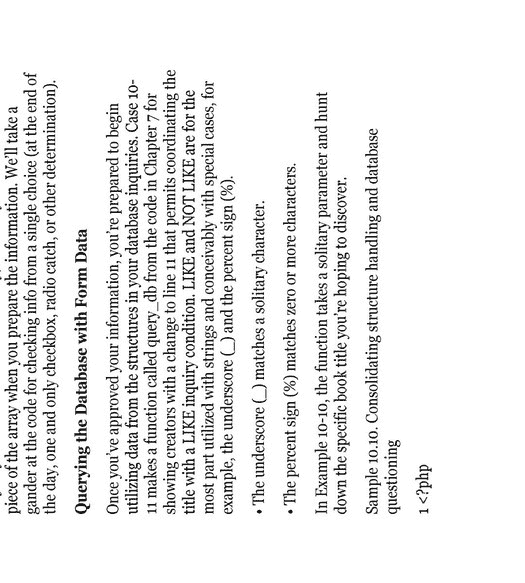 piece of the array when you prepare the information. We'll take a
gander at the code for checking info from a single choice (at the end of
the day, one and only checkbox, radio catch, or other determination).
Querying the Database with Form Data
Once you've approved your information, you're prepared to begin
utilizing data from the structures in your database inquiries. Case 10-
11 makes a function called query_db from the code in Chapter 7 for
showing creators with a change to line 11 that permits coordinating the
title with a LIKE inquiry condition. LIKE and NOT LIKE are for the
most part utilized with strings and conceivably with special cases, for
example, the underscore (_) and the percent sign (%).
• The underscore (_) matches a solitary character.
• The percent sign (%) matches zero or more characters.
In Example 10-10, the function takes a solitary parameter and hunt
down the specific book title you're hoping to discover.
Sample 10.10. Consolidating structure handling and database
questioning
1 <?php